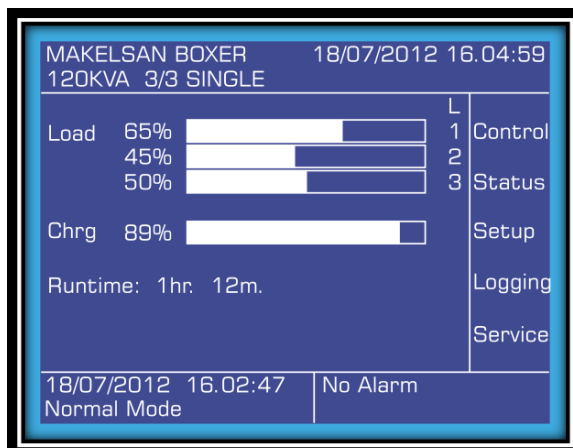 MAKELSAN BOXER 18/07/2012 16.04:59
120KVA 3/3 SINGLE
L
Load 65% 1 Control
45% 2
50% 3 Status
Chrg 89% Setup
Runtime: 1hr. 12m. Logging
Service
18/07/2012 16.02:47 No Alarm
Normal Mode